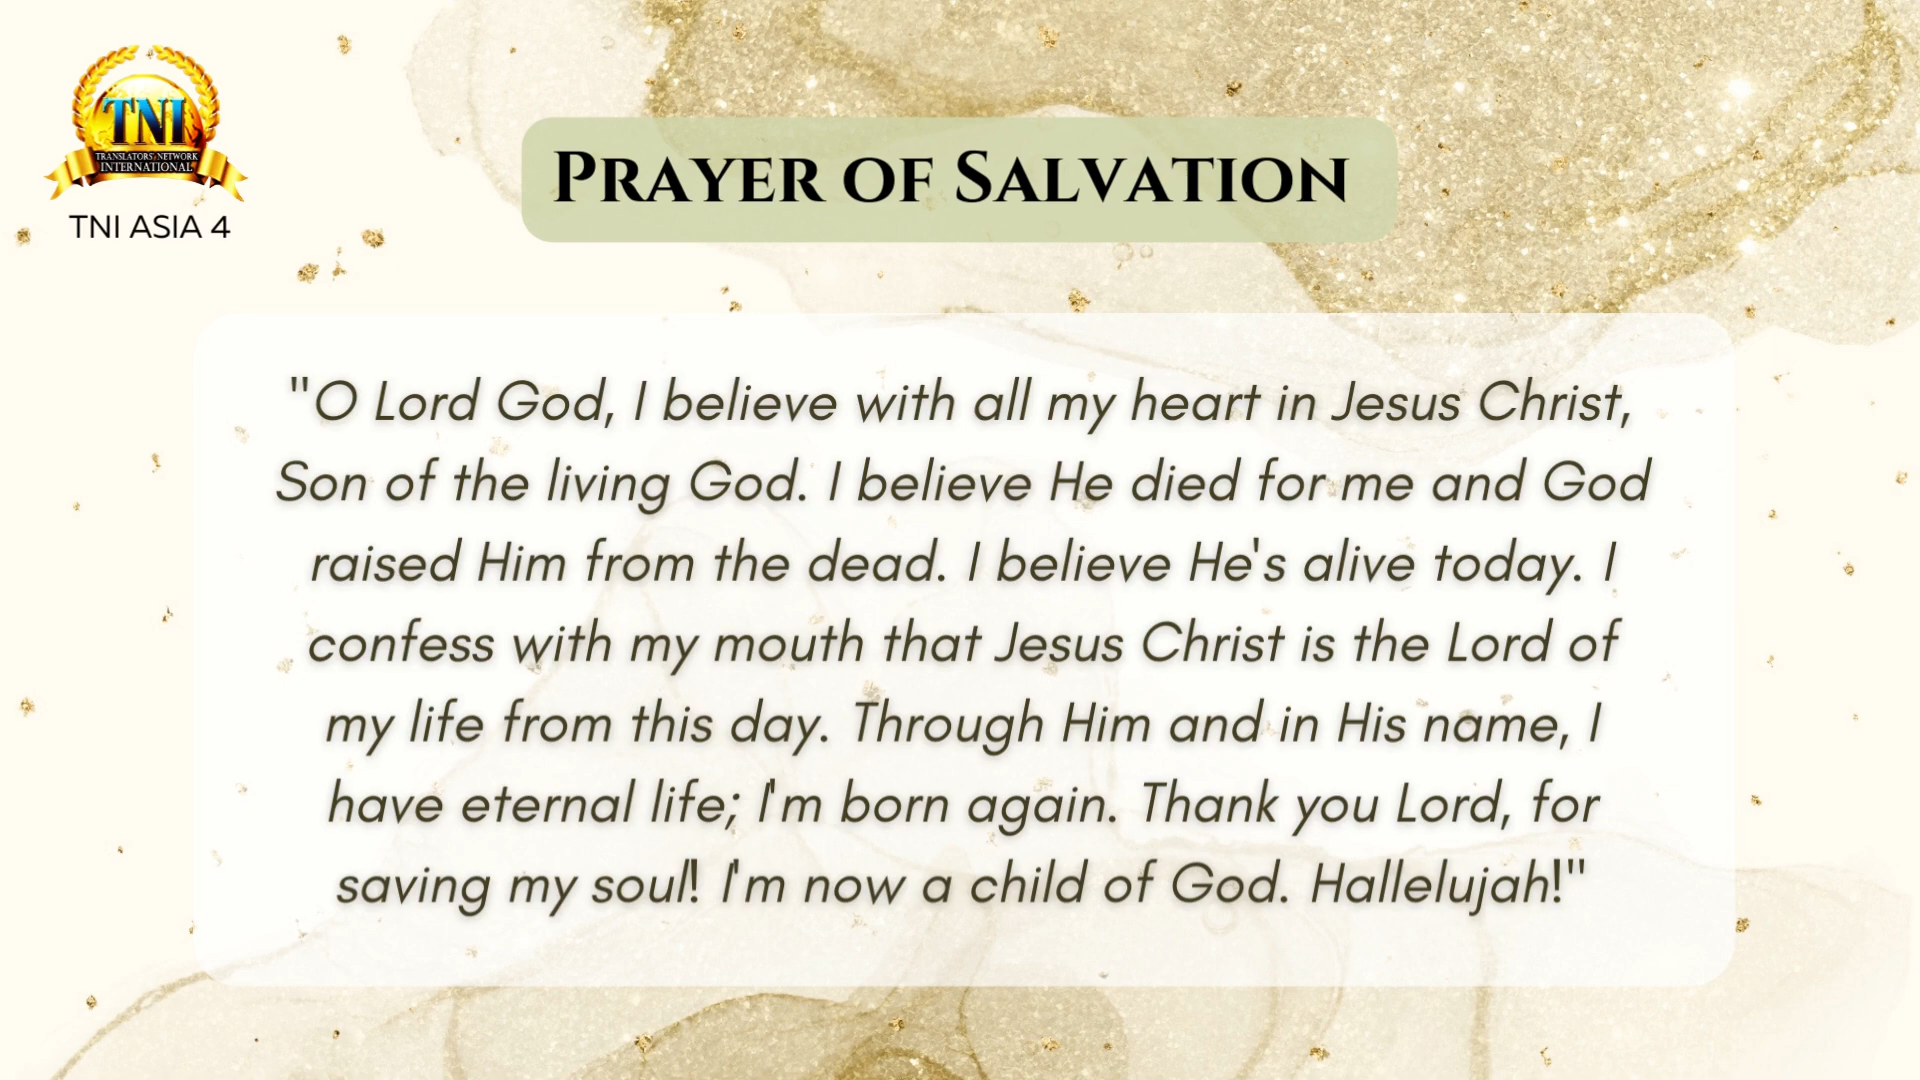 TNI
TRANSLATORS NETWORK
INTERNATIONAL
TNI ASIA 4
PRAYER OF SALVATION
"O Lord God, I believe with all my heart in Jesus Christ,
Son of the living God. I believe He died for me and God
raised Him from the dead. I believe He's alive today. I
confess with my mouth that Jesus Christ is the Lord of
my life from this day. Through Him and in His name, I
have eternal life; I'm born again. Thank you Lord, for
saving my soul! I'm now a child of God. Hallelujah!"